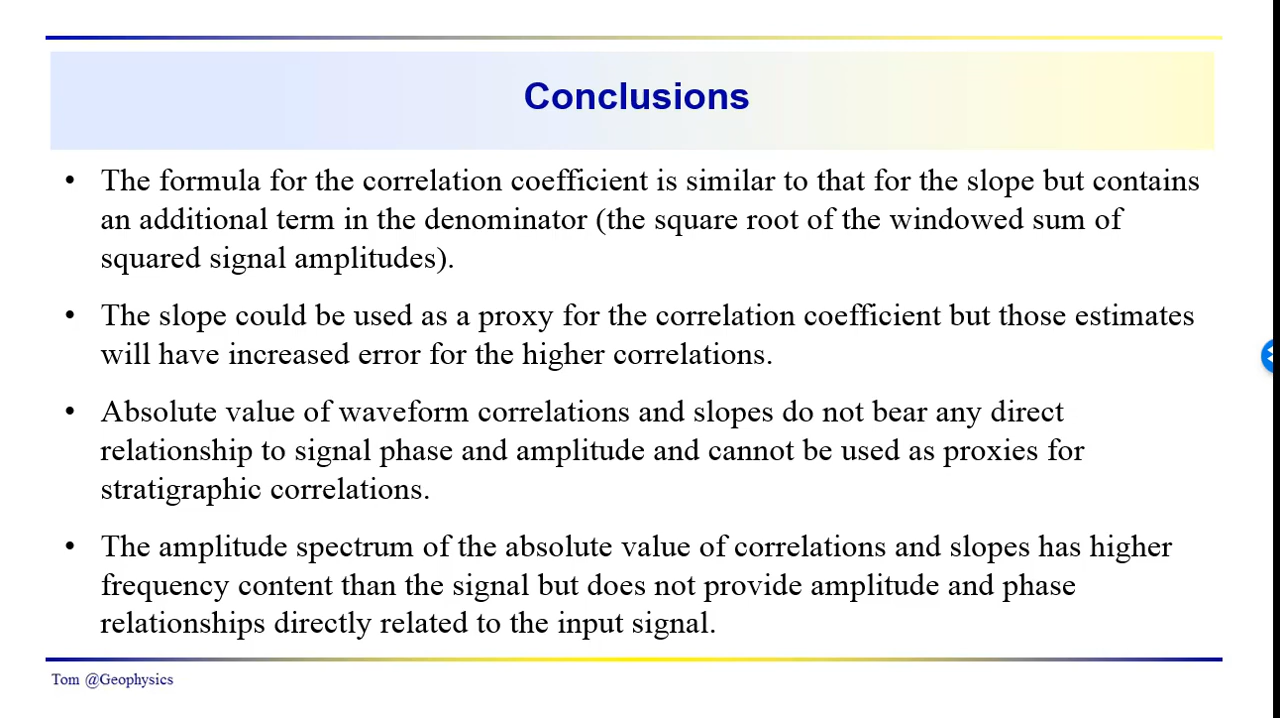 Conclusions
• The formula for the correlation coefficient is similar to that for the slope but contains
an additional term in the denominator (the square root of the windowed sum of
squared signal amplitudes).
• The slope could be used as a proxy for the correlation coefficient but those estimates
will have increased error for the higher correlations.
• Absolute value of waveform correlations and slopes do not bear any direct
relationship to signal phase and amplitude and cannot be used as proxies for
stratigraphic correlations.
• The amplitude spectrum of the absolute value of correlations and slopes has higher
frequency content than the signal but does not provide amplitude and phase
relationships directly related to the input signal.
Tom @Geophysics